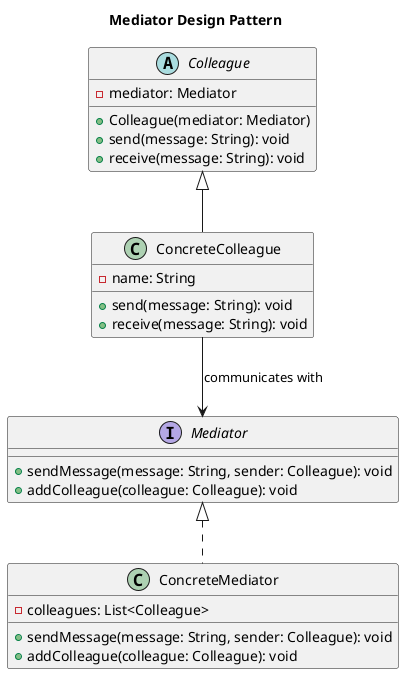 Mediator Design Pattern
A Colleague
mediator: Mediator
Colleague(mediator: Mediator)
send(message: String): void
receive(message: String): void
C ConcreteColleague
name: String
send(message: String): void
receive(message: String): void
communicates with
I Mediator
sendMessage(message: String, sender: Colleague): void
addColleague(colleague: Colleague): void
C ConcreteMediator
colleagues: List<Colleague>
sendMessage(message: String, sender: Colleague): void
addColleague(colleague: Colleague): void